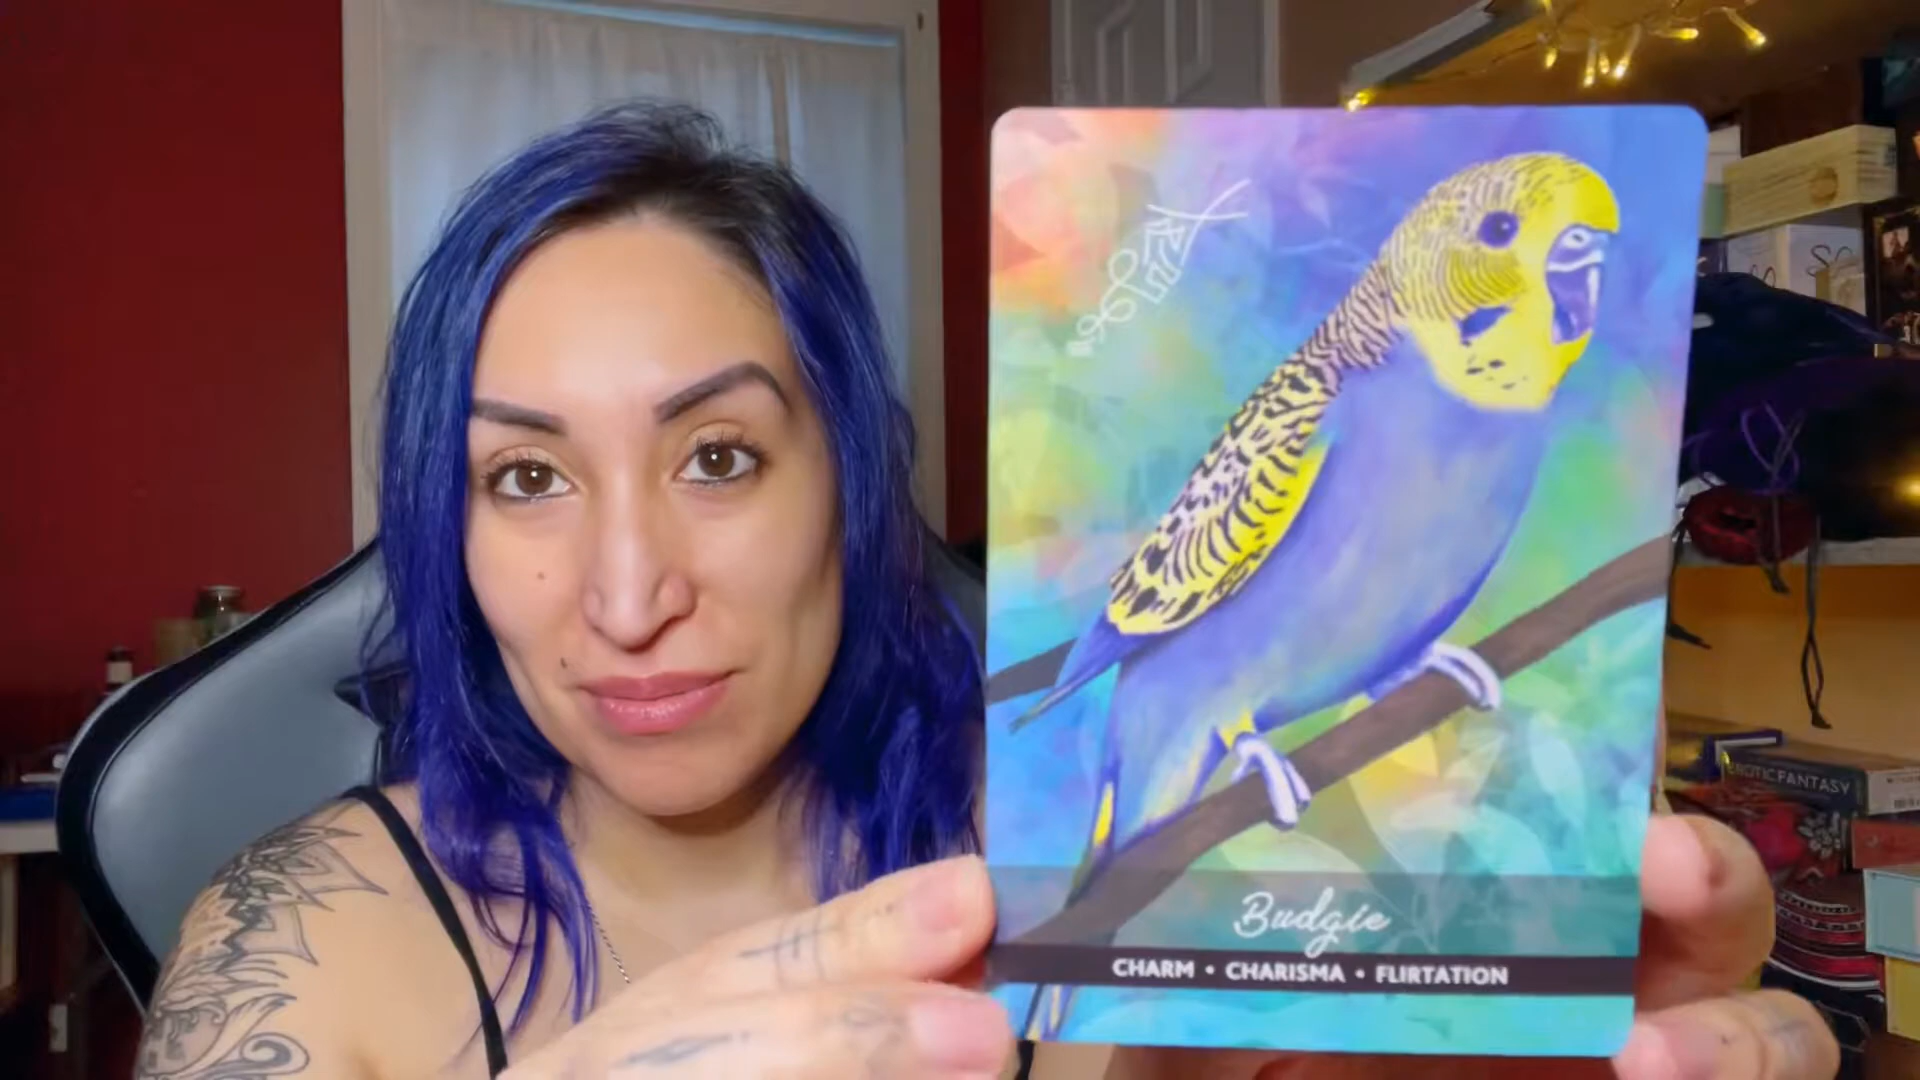 Budgie
CHARM • CHARISMA • FLIRTATION
EROTIC FANTASY